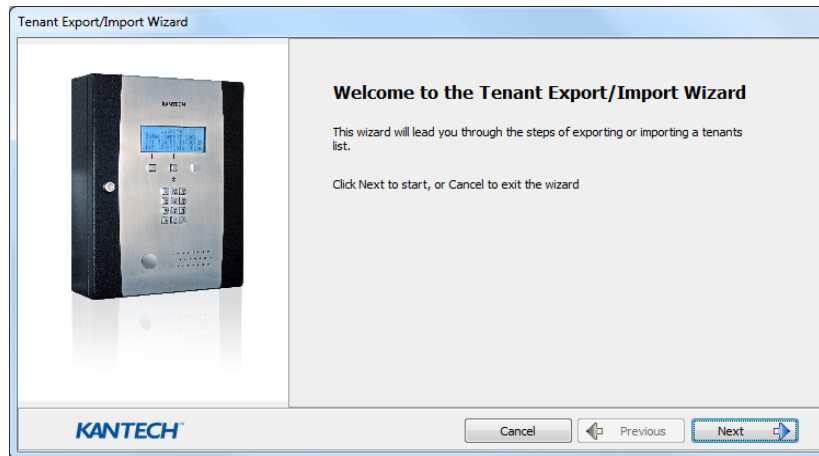 Tenant Export/Import Wizard
KANTECH
Welcome to the Tenant Export/Import Wizard
This wizard will lead you through the steps of exporting or importing a tenants
list.
Click Next to start, or Cancel to exit the wizard
KANTECH
Cancel
Previous
Next